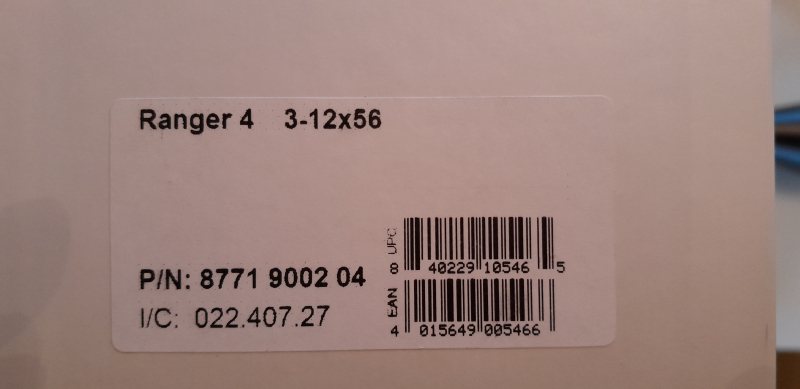 Ranger 4 3-12x56
P/N: 8771 9002 04
I/C: 022.407.27
UPC
8 40229 10546 5
EAN
4 015649 005466